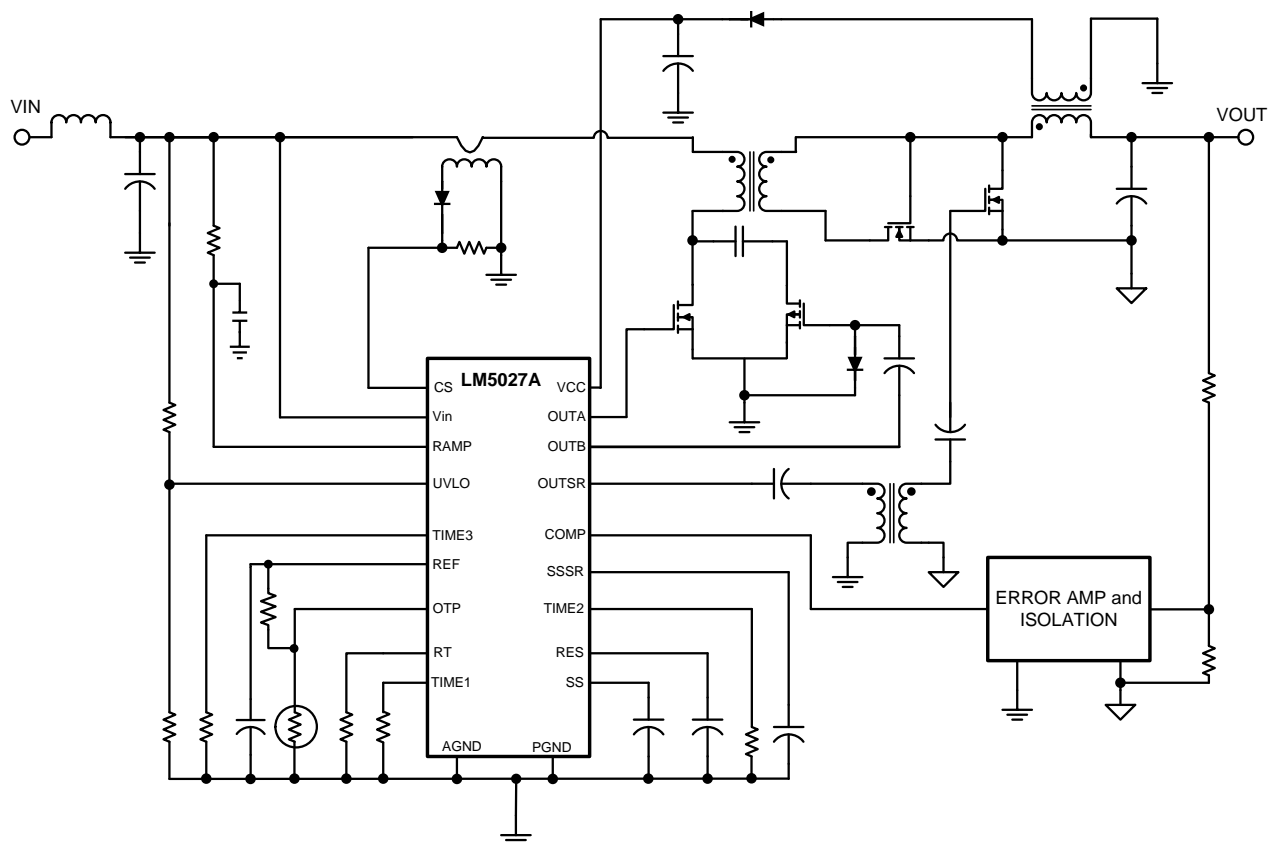 VIN
VOUT
LM5027A
CS
VCC
Vin
OUTA
RAMP
OUTB
UVLO
OUTSR
TIME3
COMP
REF
SSSR
OTP
TIME2
RT
RES
TIME1
SS
AGND
PGND
ERROR AMP and
ISOLATION